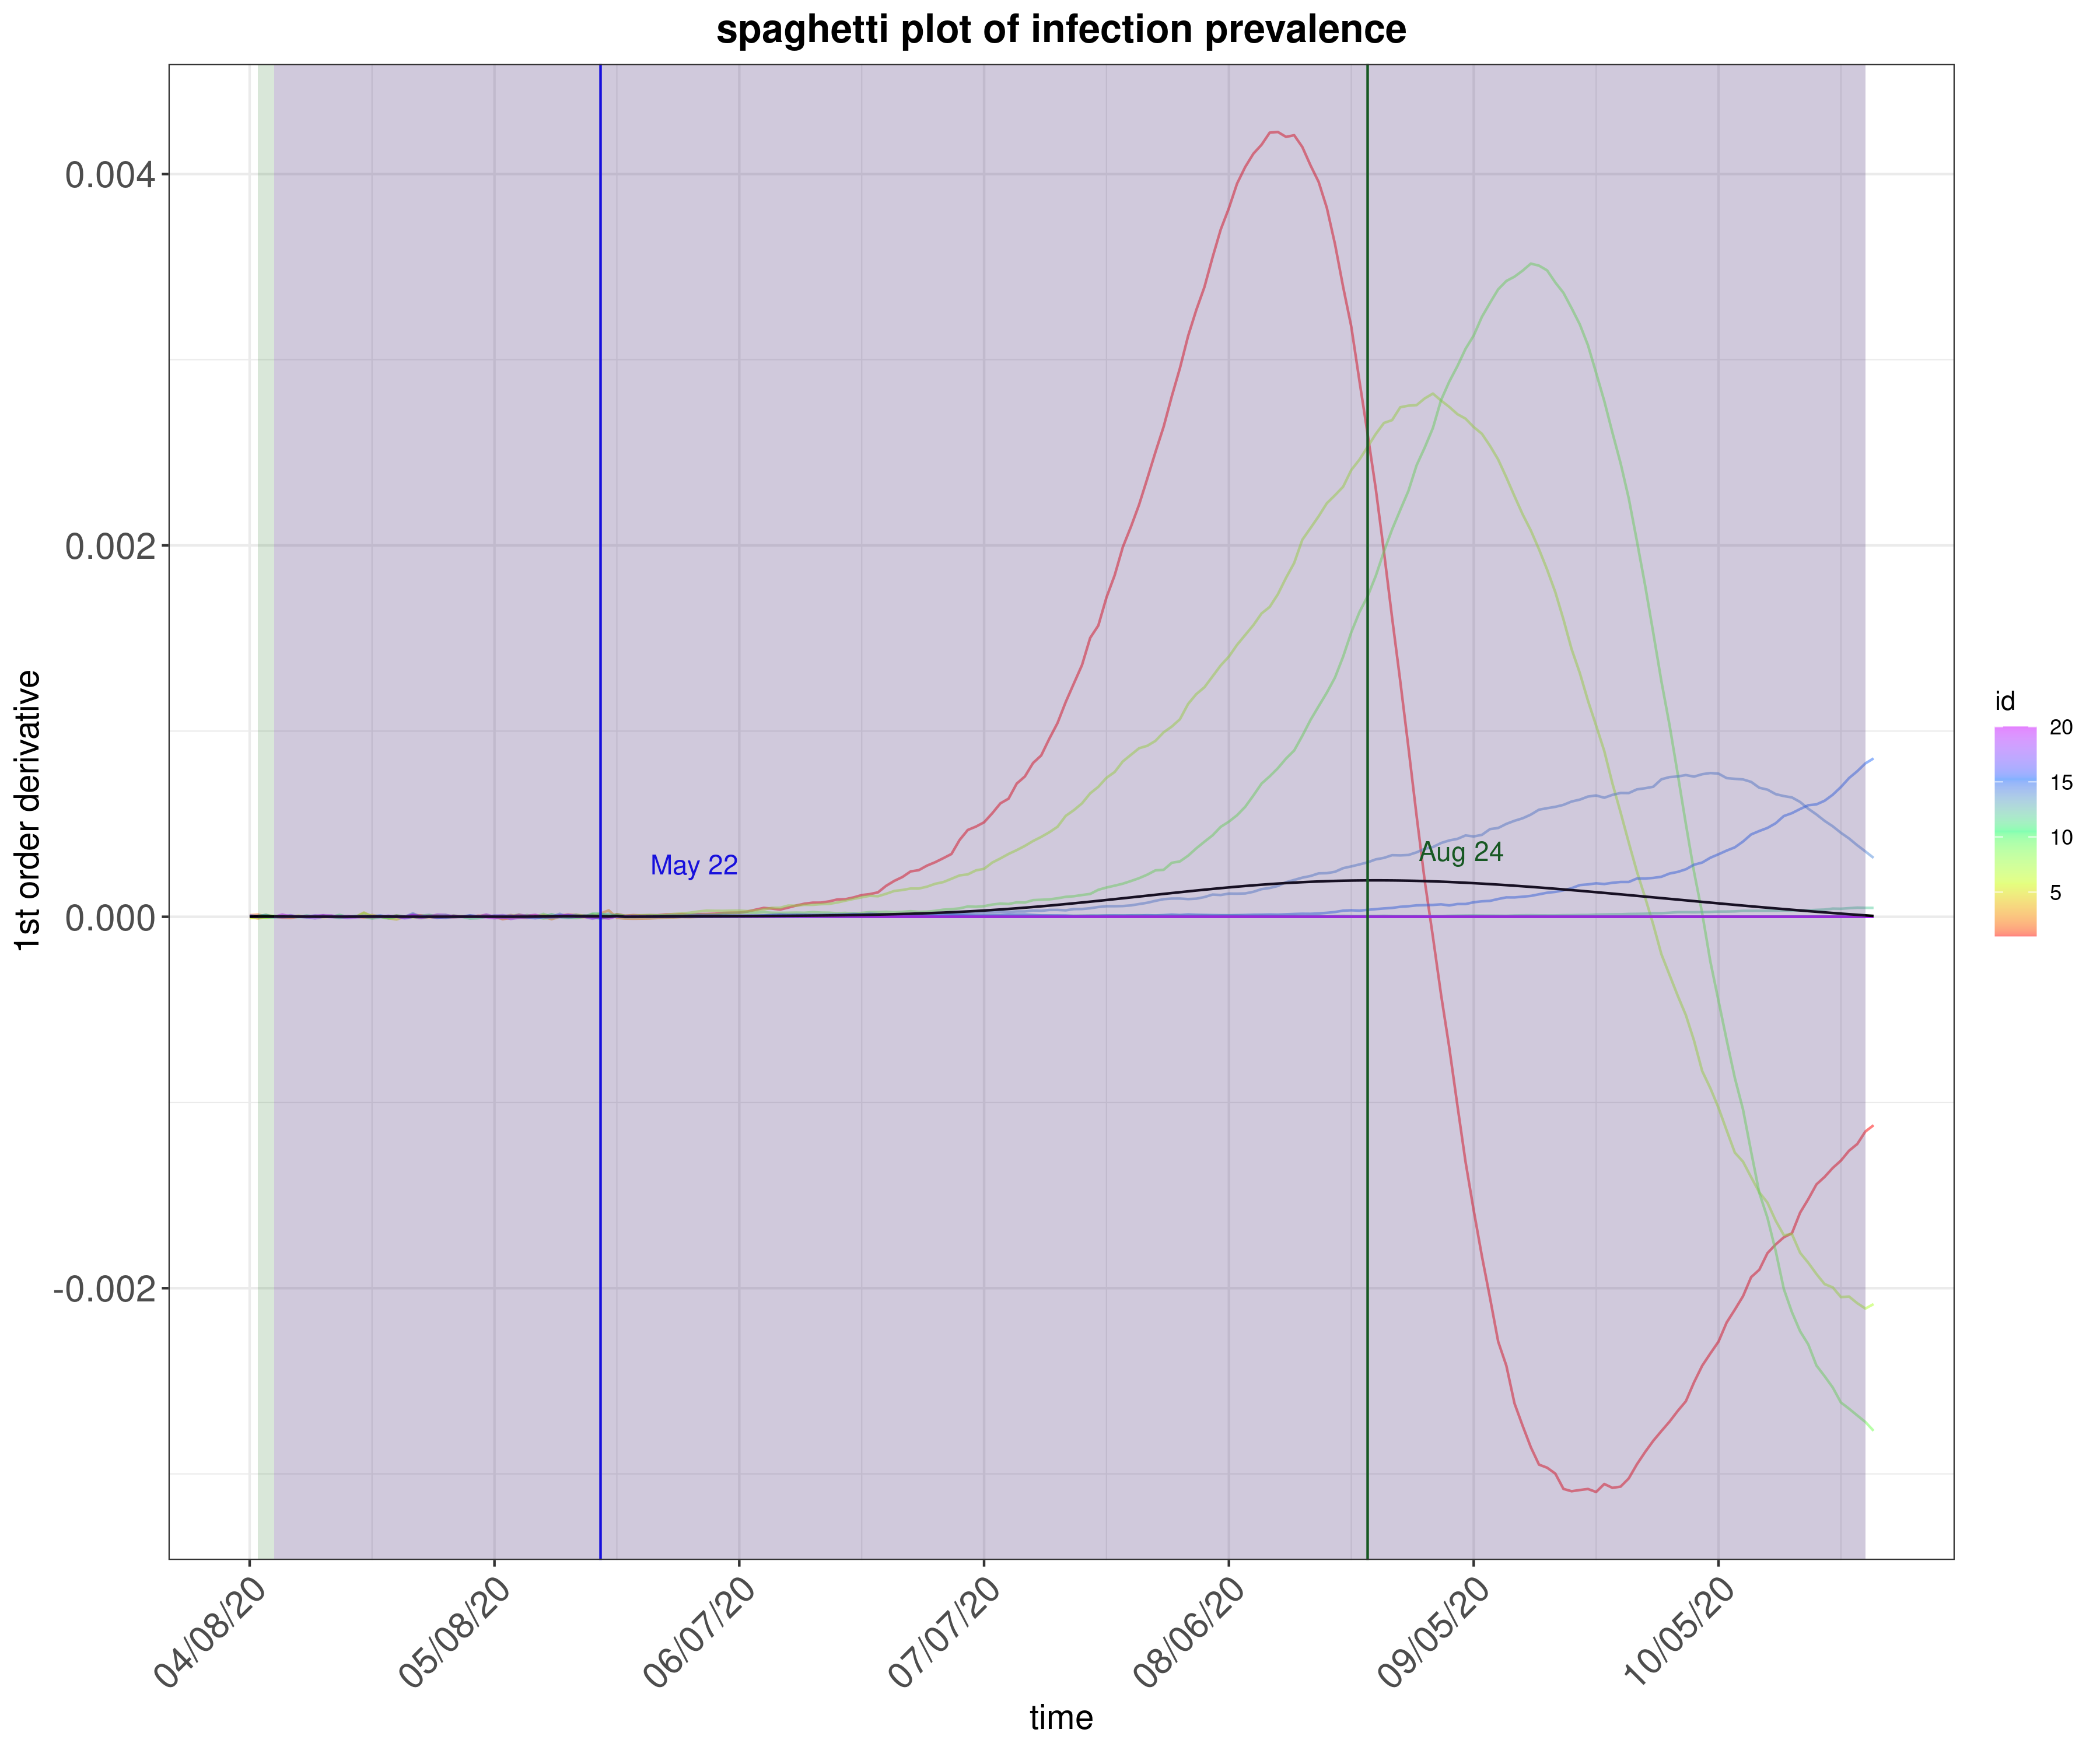 spaghetti plot of infection prevalence
1st order derivative
0.004
0.002
0.000
-0.002
May 22
Aug 24
id
20
15
10
5
04/08/20
05/08/20
06/07/20
07/07/20
08/06/20
09/05/20
10/05/20
time